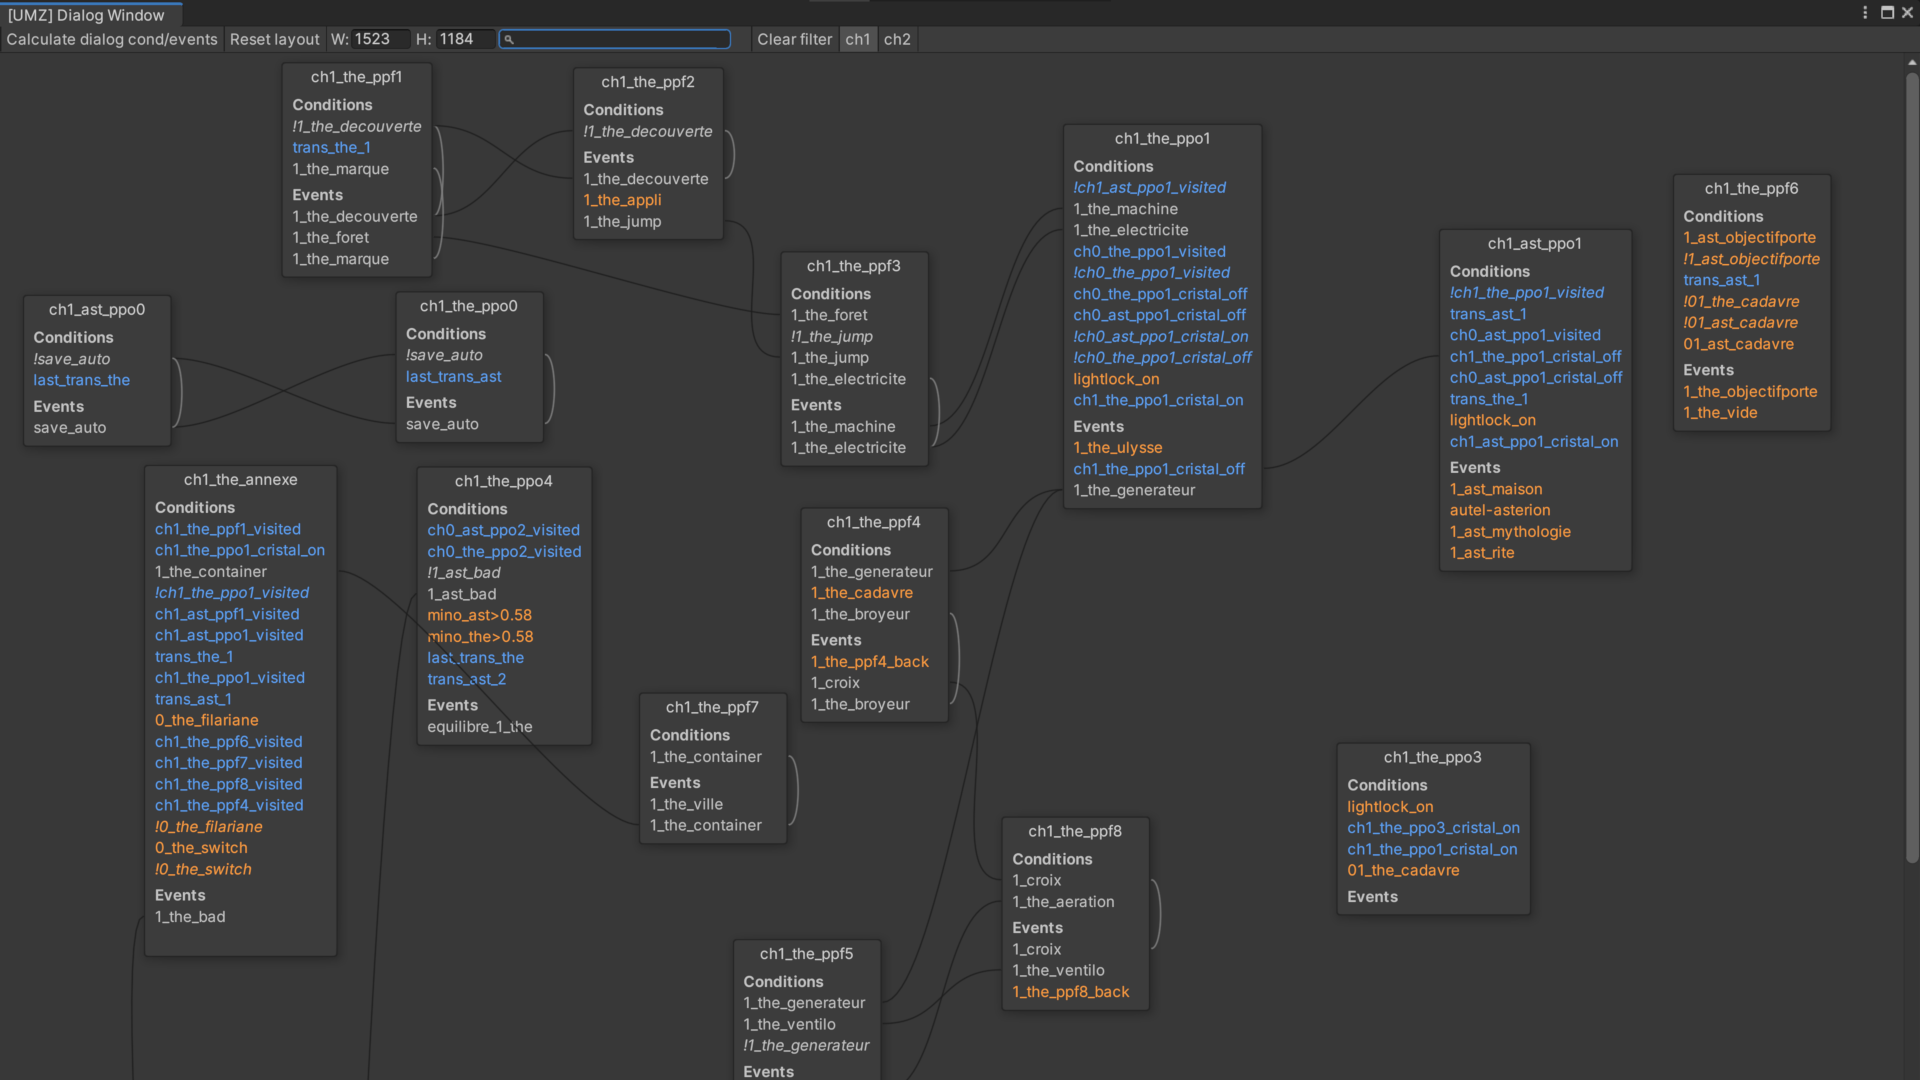 [UMZ] Dialog Window
Calculate dialog cond/events
Reset layout
W: 1523
H: 1184
Clear filter
ch1
ch2
ch1_the_ppf1
Conditions
!1_the_decouverte
trans_the_1
1_the_marque
Events
1_the_decouverte
1_the_foret
1_the_marque
ch1_the_ppf2
Conditions
!1_the_decouverte
Events
1_the_decouverte
1_the_appli
1_the_jump
ch1_the_ppo1
Conditions
!ch1_ast_ppo1_visited
1_the_machine
1_the_electricite
ch0_the_ppo1_visited
!ch0_the_ppo1_visited
ch0_the_ppo1_cristal_off
ch0_ast_ppo1_cristal_off
!ch0_ast_ppo1_cristal_on
!ch0_the_ppo1_cristal_off
lightlock_on
ch1_the_ppo1_cristal_on
Events
1_the_ulysse
ch1_the_ppo1_cristal_off
1_the_generateur
ch1_the_ppf6
Conditions
1_ast_objectifporte
!1_ast_objectifporte
trans_ast_1
!01_the_cadavre
!01_ast_cadavre
01_ast_cadavre
Events
1_the_objectifporte
1_the_vide
ch1_ast_ppo1
Conditions
!ch1_the_ppo1_visited
trans_ast_1
ch0_ast_ppo1_visited
ch1_the_ppo1_cristal_off
ch0_ast_ppo1_cristal_off
trans_the_1
lightlock_on
ch1_ast_ppo1_cristal_on
Events
1_ast_maison
autel-asterion
1_ast_mythologie
1_ast_rite
ch1_the_ppf3
Conditions
1_the_foret
!1_the_jump
1_the_jump
1_the_electricite
Events
1_the_machine
1_the_electricite
ch1_ast_ppo0
Conditions
!save_auto
last_trans_the
Events
save_auto
ch1_the_ppo0
Conditions
!save_auto
last_trans_ast
Events
save_auto
ch1_the_annexe
Conditions
ch1_the_ppf1_visited
ch1_the_ppo1_cristal_on
1_the_container
!ch1_the_ppo1_visited
ch1_ast_ppf1_visited
ch1_ast_ppo1_visited
trans_the_1
ch1_the_ppo1_visited
trans_ast_1
0_the_filariane
ch1_the_ppf6_visited
ch1_the_ppf7_visited
ch1_the_ppf8_visited
ch1_the_ppf4_visited
!0_the_filariane
0_the_switch
!0_the_switch
Events
1_the_bad
ch1_the_ppo4
Conditions
ch0_ast_ppo2_visited
ch0_the_ppo2_visited
!1_ast_bad
1_ast_bad
mino_ast>0.58
mino_the>0.58
last_trans_the
trans_ast_2
Events
equilibre_1_the
ch1_the_ppf4
Conditions
1_the_generateur
1_the_cadavre
1_the_broyeur
Events
1_the_ppf4_back
1_croix
1_the_broyeur
ch1_the_ppf7
Conditions
1_the_container
Events
1_the_ville
1_the_container
ch1_the_ppo3
Conditions
lightlock_on
ch1_the_ppo3_cristal_on
ch1_the_ppo1_cristal_on
01_the_cadavre
Events
ch1_the_ppf8
Conditions
1_croix
1_the_aeration
Events
1_croix
1_the_ventilo
1_the_ppf8_back
ch1_the_ppf5
Conditions
1_the_generateur
1_the_ventilo
!1_the_generateur
Events